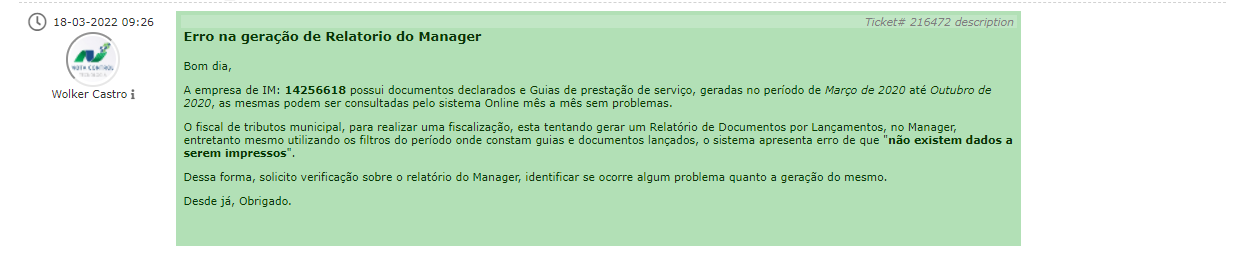 18-03-2022 09:26
Ticket# 216472 description
Erro na geração de Relatorio do Manager
NOTA CONTROL
Wolker Castro
Bom dia,
A empresa de IM: 14256618 possui documentos declarados e Guias de prestação de serviço, geradas no período de Março de 2020 até Outubro de
2020, as mesmas podem ser consultadas pelo sistema Online mês a mês sem problemas.
O fiscal de tributos municipal, para realizar uma fiscalização, esta tentando gerar um Relatório de Documentos por Lançamentos, no Manager,
entretanto mesmo utilizando os filtros do período onde constam guias e documentos lançados, o sistema apresenta erro de que "não existem dados a
serem impressos".
Dessa forma, solicito verificação sobre o relatório do Manager, identificar se ocorre algum problema quanto a geração do mesmo.
Desde já, Obrigado.